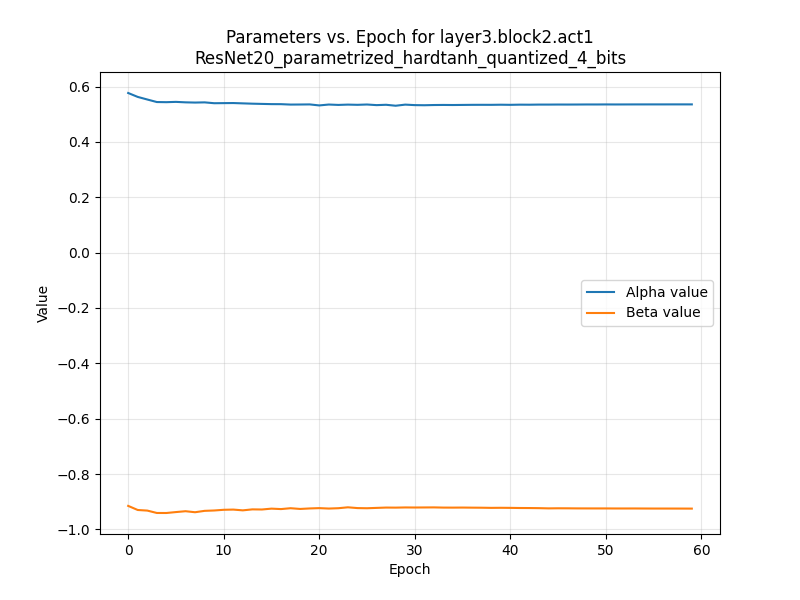 Parameters vs. Epoch for layer3.block2.act1
ResNet20_parametrized_hardtanh_quantized_4_bits
0.6
0.4
0.2
0.0
−0.2
−0.4
−0.6
−0.8
−1.0
Value
Alpha value
Beta value
0 10 20 30 40 50 60
Epoch